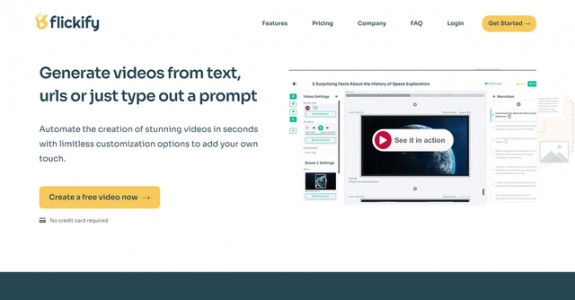 flickify
Features Pricing Company FAQ Login Get Started →
Generate videos from text,
urls or just type out a prompt
Automate the creation of stunning videos in seconds
with limitless customization options to add your own
touch.
Create a free video now →
No credit card required
5 Surprising Facts About the History of Space Exploration
Video Settings
Narration
See it in action
Scene 1 Settings